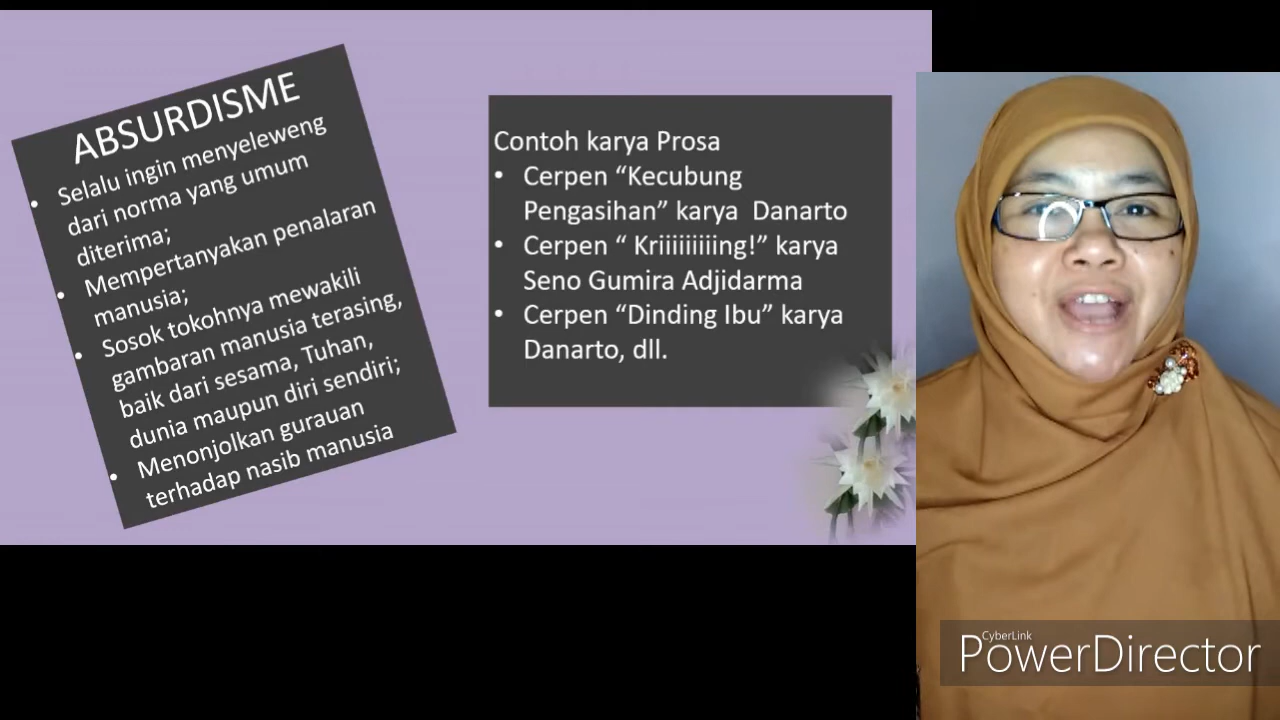 ABSURDISME
• Selalu ingin menyeleweng
dari norma yang umum
diterima;
• Mempertanyakan penalaran
manusia;
• Sosok tokohnya mewakili
gambaran manusia terasing,
baik dari sesama, Tuhan,
dunia maupun diri sendiri;
• Menonjolkan gurauan
terhadap nasib manusia
Contoh karya Prosa
• Cerpen “Kecubung
Pengasihan” karya Danarto
• Cerpen “ Kriiiiiiiiing!” karya
Seno Gumira Adjidarma
• Cerpen “Dinding Ibu” karya
Danarto, dll.
CyberLink
PowerDirector